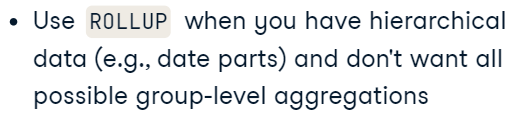 • Use ROLLUP when you have hierarchical
data (e.g., date parts) and don't want all
possible group-level aggregations